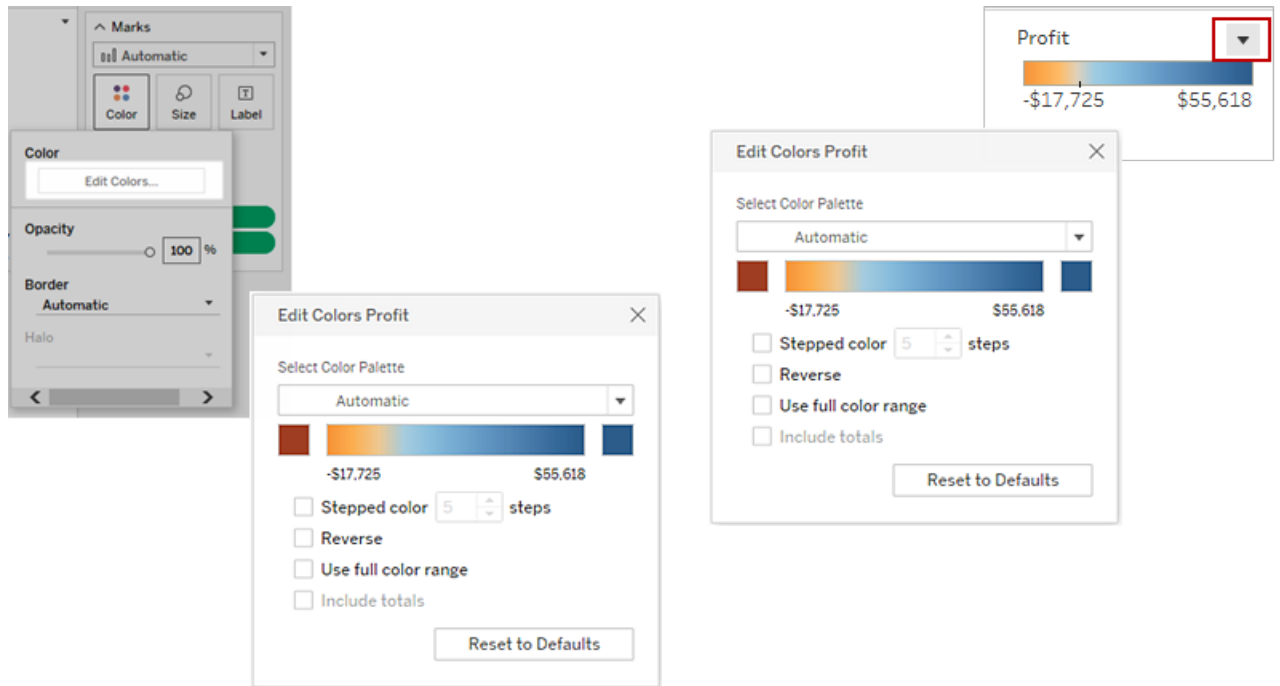 Marks
Automatic
Color Size Label
Color
Edit Colors...
Opacity
100 %
Border
Automatic
Halo
Edit Colors Profit
Select Color Palette
Automatic
-$17,725 $55,618
Stepped color 5 steps
Reverse
Use full color range
Include totals
Reset to Defaults
Profit
-$17,725 $55,618
Edit Colors Profit
Select Color Palette
Automatic
-$17,725 $55,618
Stepped color 5 steps
Reverse
Use full color range
Include totals
Reset to Defaults